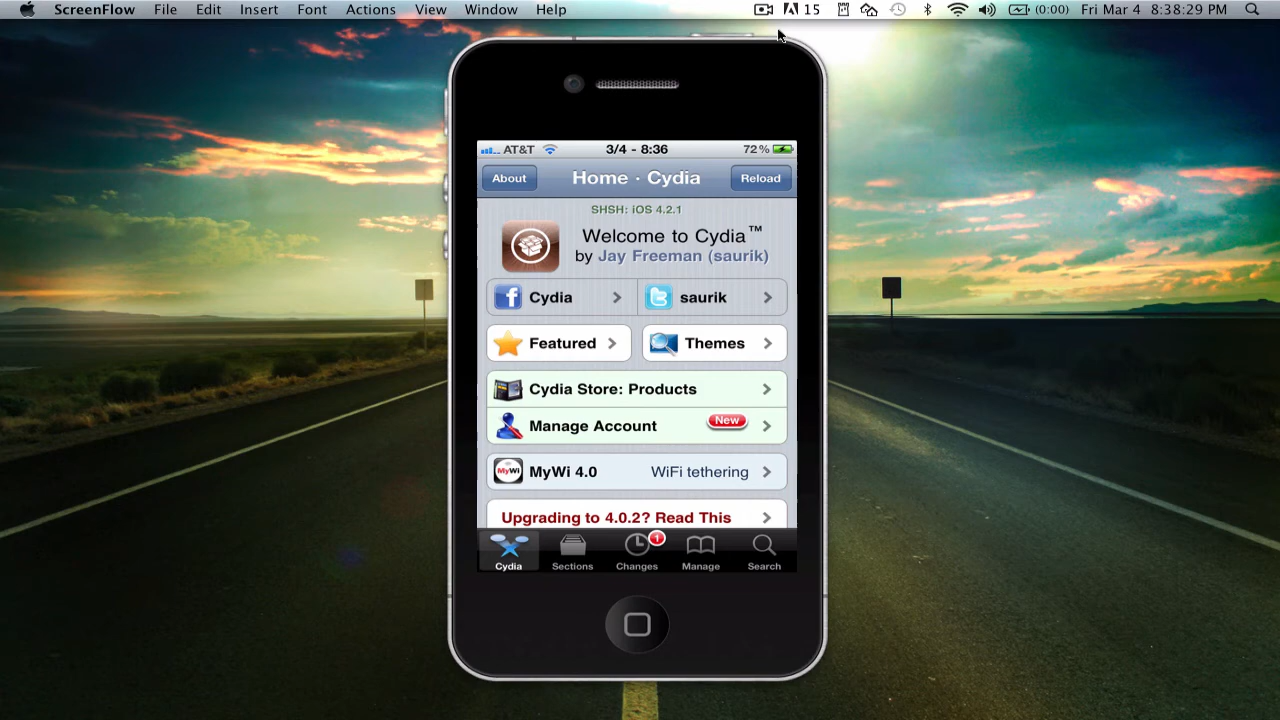 ScreenFlow File Edit Insert Font Actions View Window Help 15 (0:00) Fri Mar 4 8:38:29 PM
AT&T 3/4 - 8:36 72%
About Home · Cydia Reload
SHSH: iOS 4.2.1
Welcome to Cydia™
by Jay Freeman (saurik)
Cydia saurik
Featured Themes
Cydia Store: Products
Manage Account New
MyWi MyWi 4.0 WiFi tethering
Upgrading to 4.0.2? Read This
1
Cydia Sections Changes Manage Search